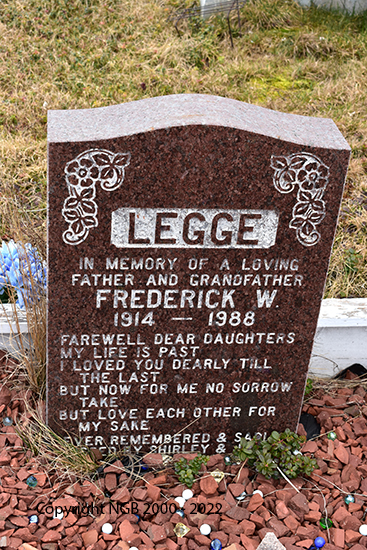 LEGGE
IN MEMORY OF A LOVING
FATHER AND GRANDFATHER
FREDERICK W.
1914 — 1988
FAREWELL DEAR DAUGHTERS
MY LIFE IS PAST
I LOVED YOU DEARLY TILL
THE LAST
BUT NOW FOR ME NO SORROW
TAKE
BUT LOVE EACH OTHER FOR
MY SAKE
EVER REMEMBERED &
BY SHIRLEY &
Copyright © NGB 2000 - 2022